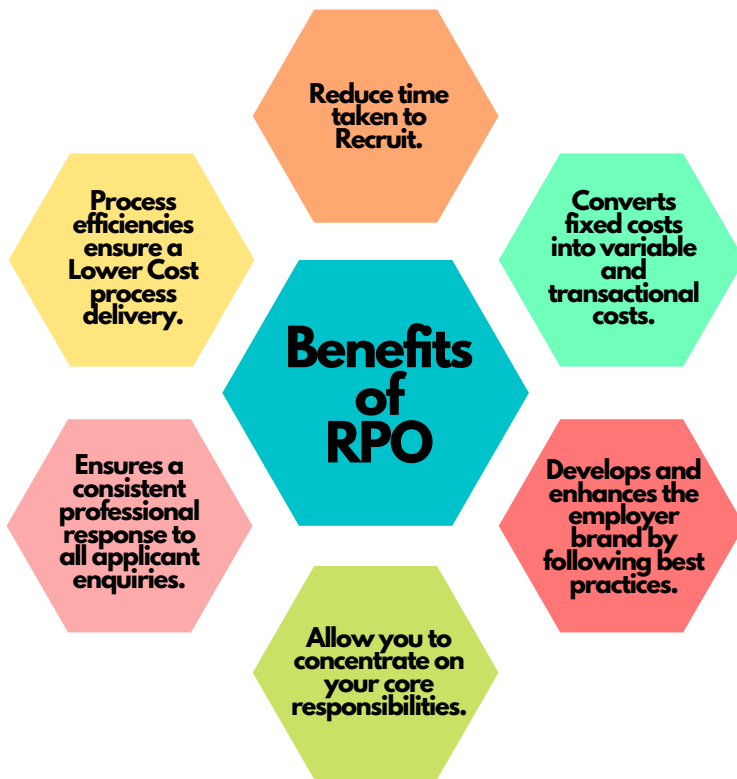 Reduce time
taken to
Recruit.
Process
efficiencies
ensure a
Lower Cost
process
delivery.
Converts
fixed costs
into variable
and
transactional
costs.
Benefits
of
RPO
Ensures a
consistent
professional
response to
all applicant
enquiries.
Develops and
enhances the
employer
brand by
following best
practices.
Allow you to
concentrate on
your core
responsibilities.